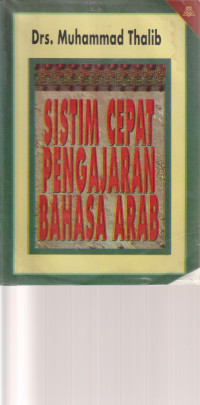 Drs. Muhammad Thalib
SISTIM CEPAT
PENGAJARAN
BAHASA ARAB